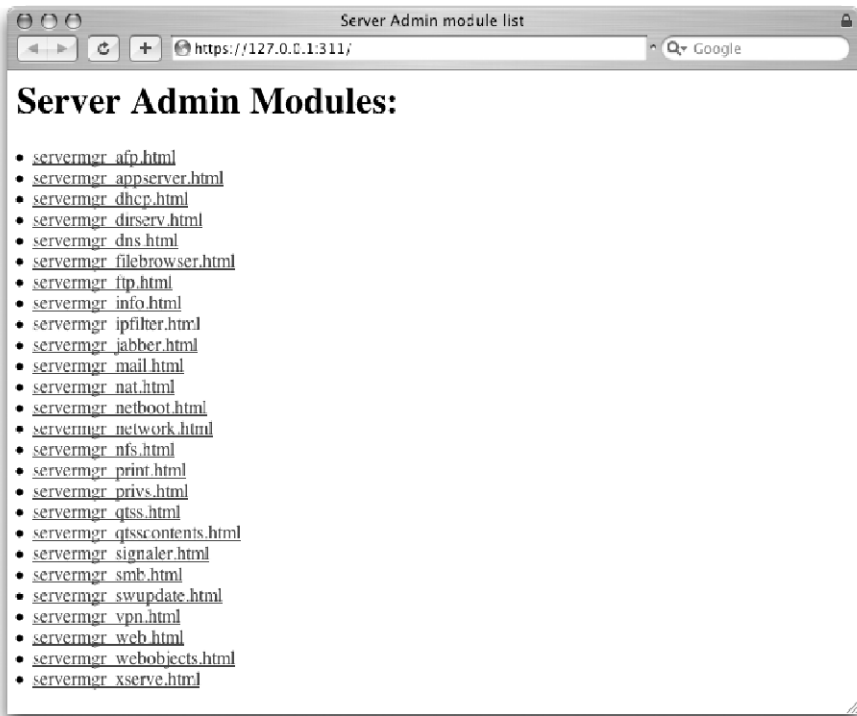 Server Admin module list
https://127.0.0.1:311/
Google
Server Admin Modules:
servermgr_afp.html
servermgr_appserver.html
servermgr_dhcp.html
servermgr_dirserv.html
servermgr_dns.html
servermgr_filebrowser.html
servermgr_ftp.html
servermgr_info.html
servermgr_ipfilter.html
servermgr_jabber.html
servermgr_mail.html
servermgr_nat.html
servermgr_netboot.html
servermgr_network.html
servermgr_nfs.html
servermgr_print.html
servermgr_privs.html
servermgr_qtss.html
servermgr_qtsscontents.html
servermgr_signaler.html
servermgr_smb.html
servermgr_swupdate.html
servermgr_vpn.html
servermgr_web.html
servermgr_webobjects.html
servermgr_xserve.html